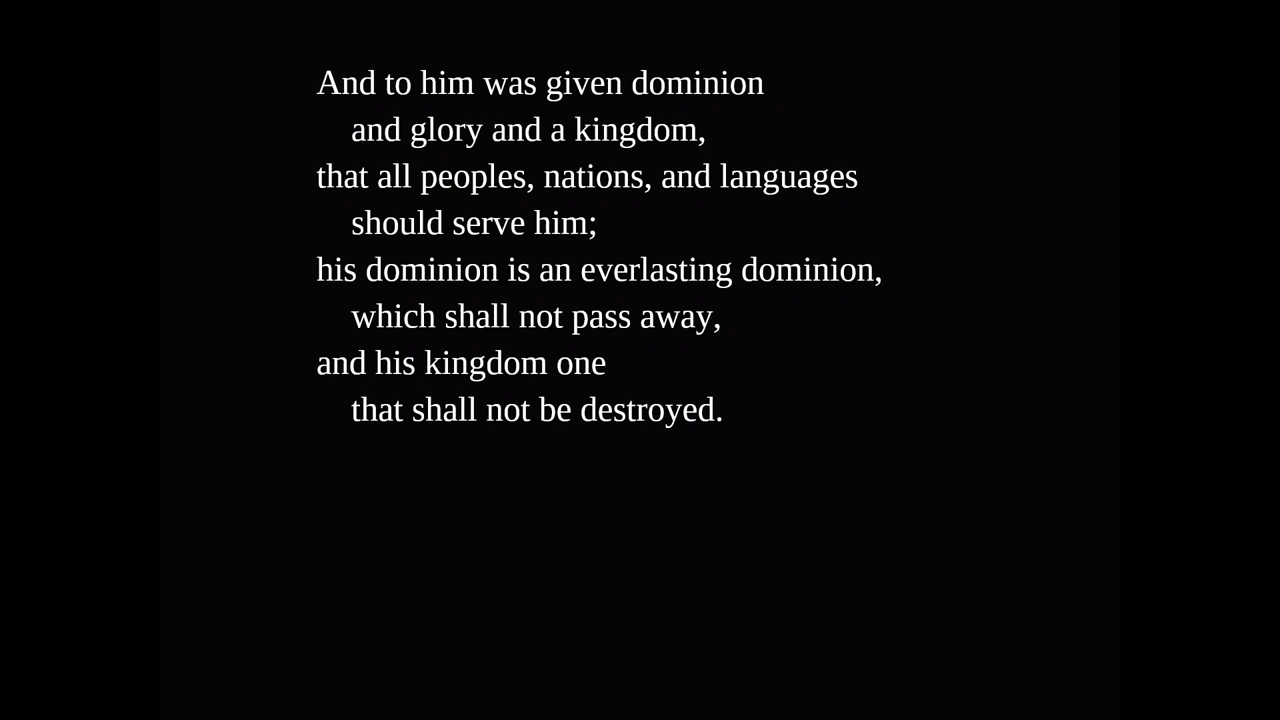 And to him was given dominion
and glory and a kingdom,
that all peoples, nations, and languages
should serve him;
his dominion is an everlasting dominion,
which shall not pass away,
and his kingdom one
that shall not be destroyed.